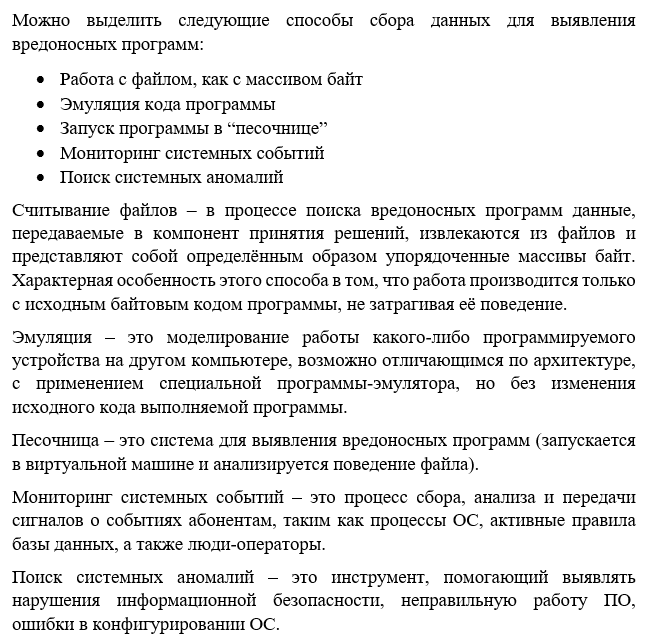 Можно выделить следующие способы сбора данных для выявления
вредоносных программ:
• Работа с файлом, как с массивом байт
• Эмуляция кода программы
• Запуск программы в “песочнице”
• Мониторинг системных событий
• Поиск системных аномалий
Считывание файлов – в процессе поиска вредоносных программ данные,
передаваемые в компонент принятия решений, извлекаются из файлов и
представляют собой определённым образом упорядоченные массивы байт.
Характерная особенность этого способа в том, что работа производится только
с исходным байтовым кодом программы, не затрагивая её поведение.
Эмуляция – это моделирование работы какого-либо программируемого
устройства на другом компьютере, возможно отличающимся по архитектуре,
с применением специальной программы-эмулятора, но без изменения
исходного кода выполняемой программы.
Песочница – это система для выявления вредоносных программ (запускается
в виртуальной машине и анализируется поведение файла).
Мониторинг системных событий – это процесс сбора, анализа и передачи
сигналов о событиях абонентам, таким как процессы ОС, активные правила
базы данных, а также люди-операторы.
Поиск системных аномалий – это инструмент, помогающий выявлять
нарушения информационной безопасности, неправильную работу ПО,
ошибки в конфигурировании ОС.